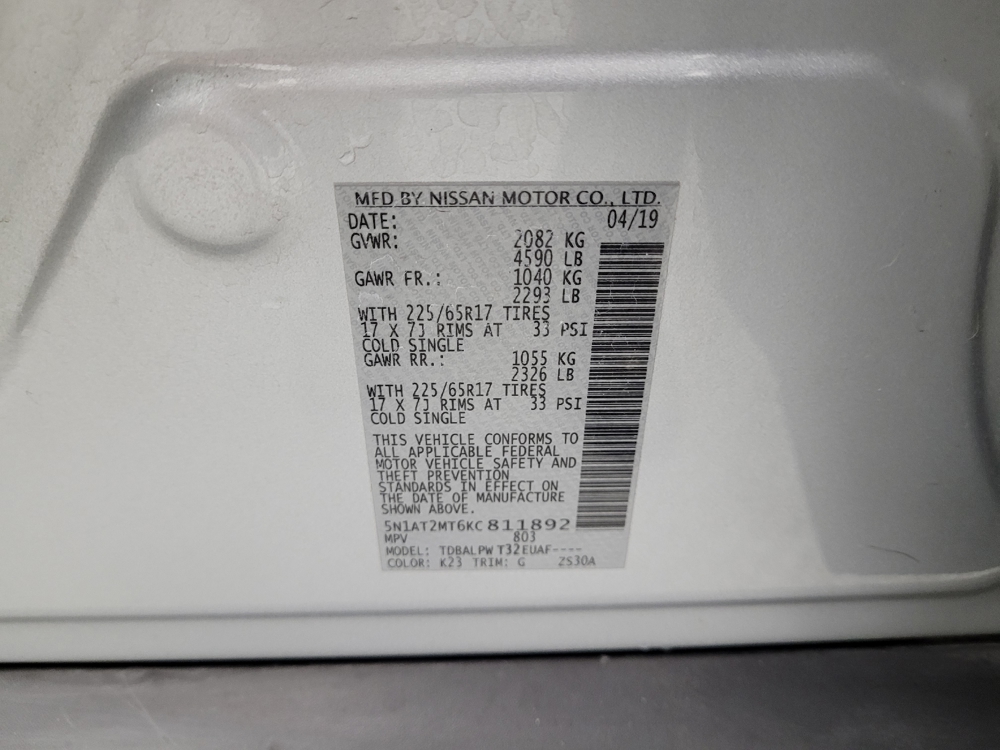 MFD BY NISSAN MOTOR CO., LTD.
DATE: 04/19
GVWR: 2082 KG
4590 LB
GAWR FR.: 1040 KG
2293 LB
WITH 225/65R17 TIRES
17 X 7J RIMS AT 33 PSI
COLD SINGLE
GAWR RR.: 1055 KG
2326 LB
WITH 225/65R17 TIRES
17 X 7J RIMS AT 33 PSI
COLD SINGLE
THIS VEHICLE CONFORMS TO
ALL APPLICABLE FEDERAL
MOTOR VEHICLE SAFETY AND
THEFT PREVENTION
STANDARDS IN EFFECT ON
THE DATE OF MANUFACTURE
SHOWN ABOVE.
5N1AT2MT6KC811892
MPV 803
MODEL: TDBALPW T32EUAF----
COLOR: K23 TRIM: G ZS30A